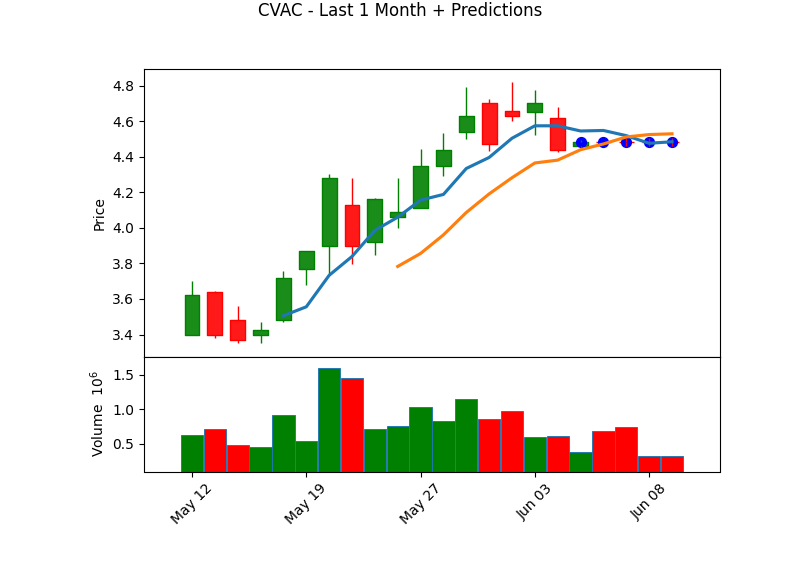 CVAC - Last 1 Month + Predictions
4.8
4.6
4.4
4.2
4.0
3.8
3.6
3.4
Price
1.5
1.0
0.5
Volume 10^6
May 12
May 19
May 27
Jun 03
Jun 08